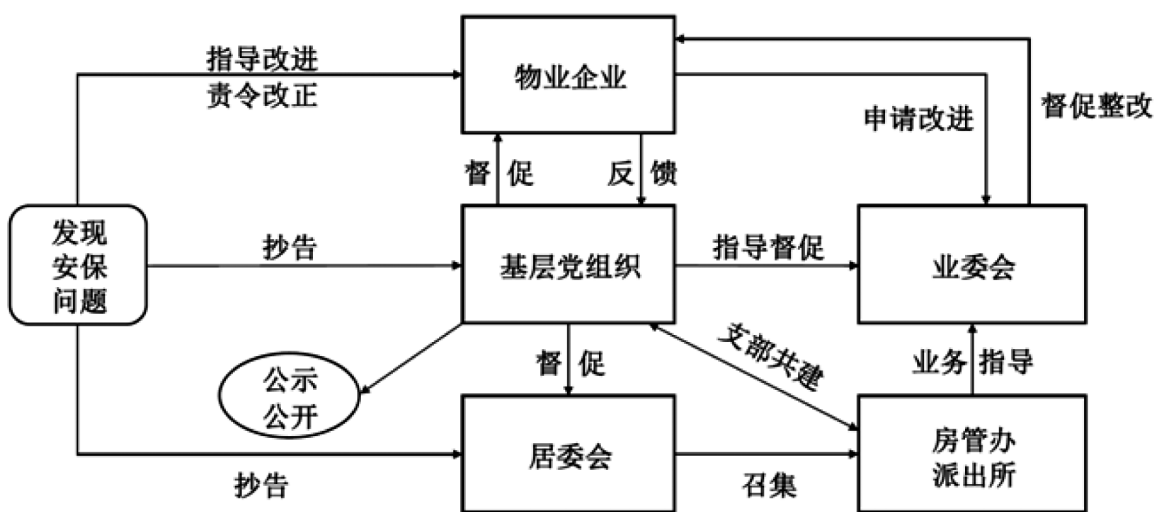 指导改进
责令改正
物业企业
申请改进
督促整改
督促
反馈
发现
安保
问题
抄告
基层党组织
指导督促
业委会
公示
公开
督促
支部共建
业务指导
抄告
居委会
召集
房管办
派出所